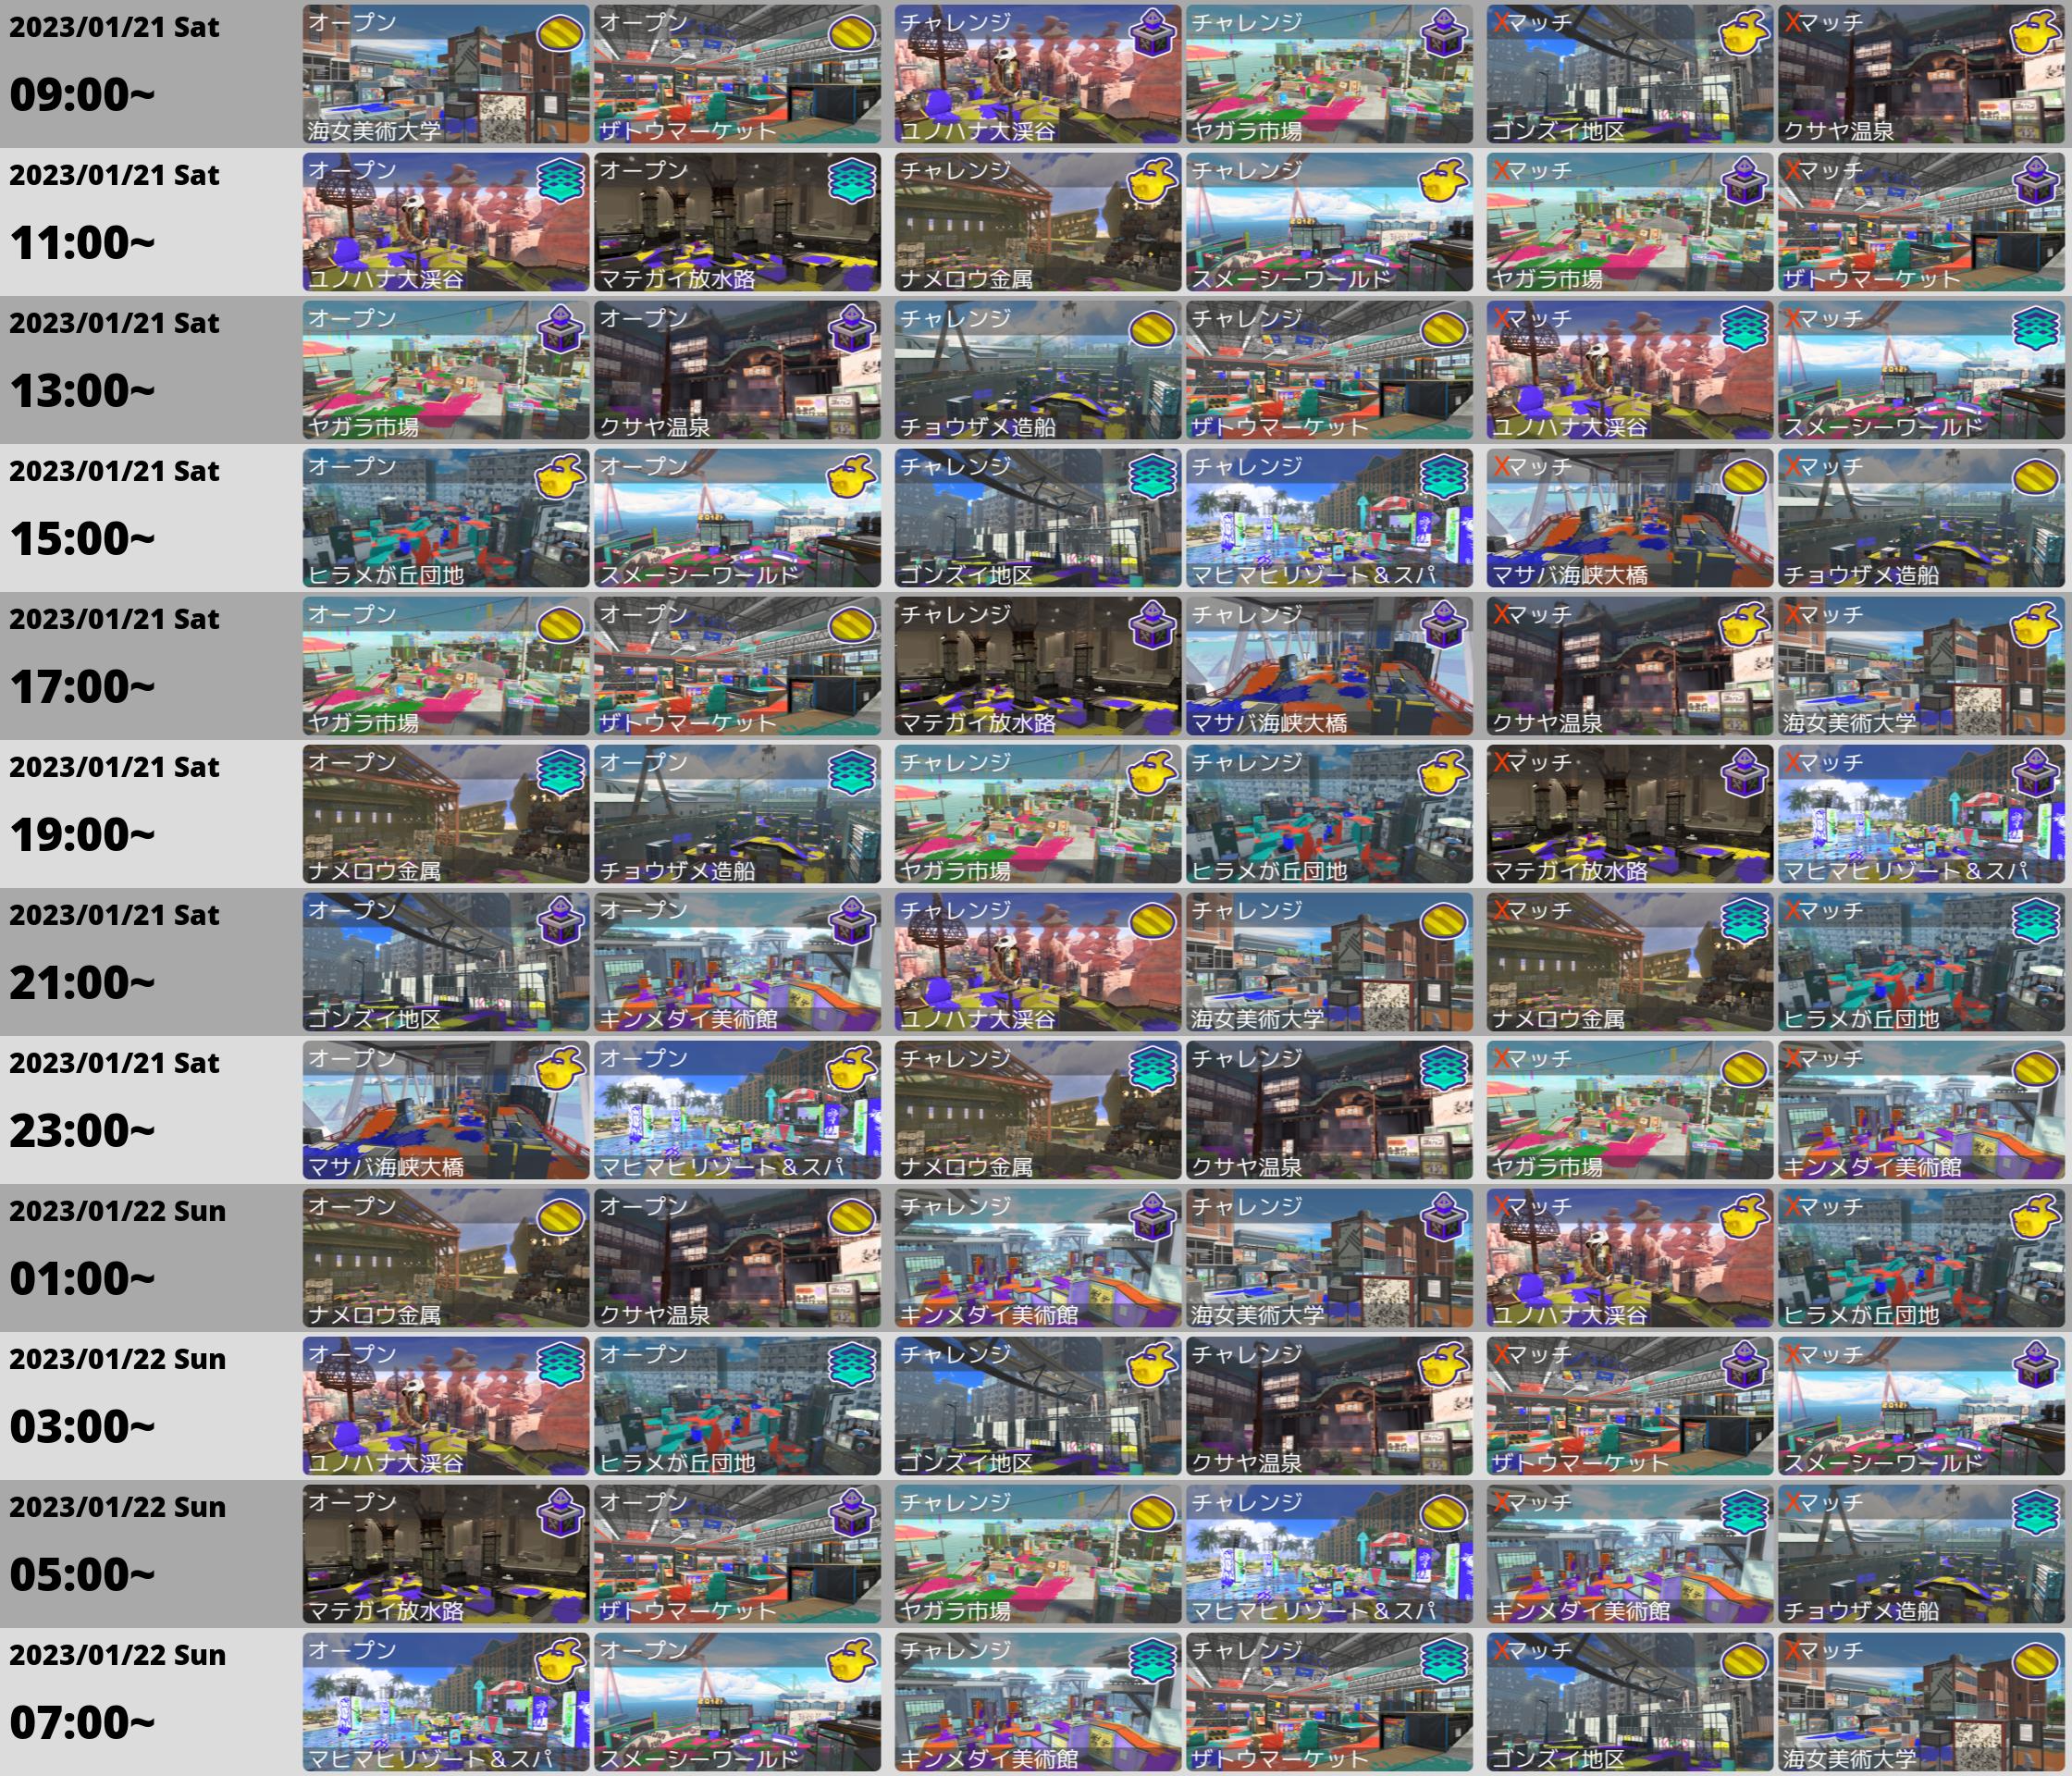 2023/01/21 Sat
09:00~
オープン オープン チャレンジ チャレンジ Xマッチ Xマッチ
海女美術大学 ザトウマーケット ユノハナ大渓谷 ヤガラ市場 ゴンズイ地区 クサヤ温泉
2023/01/21 Sat
11:00~
オープン オープン チャレンジ チャレンジ Xマッチ Xマッチ
ユノハナ大渓谷 マテガイ放水路 ナメロウ金属 スメーシーワールド ヤガラ市場 ザトウマーケット
2023/01/21 Sat
13:00~
オープン オープン チャレンジ チャレンジ Xマッチ Xマッチ
ヤガラ市場 クサヤ温泉 チョウザメ造船 ザトウマーケット ユノハナ大渓谷 スメーシーワールド
2023/01/21 Sat
15:00~
オープン オープン チャレンジ チャレンジ Xマッチ Xマッチ
ヒラメが丘団地 スメーシーワールド ゴンズイ地区 マヒマヒリゾート＆スパ マサバ海峡大橋 チョウザメ造船
2023/01/21 Sat
17:00~
オープン オープン チャレンジ チャレンジ Xマッチ Xマッチ
ヤガラ市場 ザトウマーケット マテガイ放水路 マサバ海峡大橋 クサヤ温泉 海女美術大学
2023/01/21 Sat
19:00~
オープン オープン チャレンジ チャレンジ Xマッチ Xマッチ
ナメロウ金属 チョウザメ造船 ヤガラ市場 ヒラメが丘団地 マテガイ放水路 マヒマヒリゾート＆スパ
2023/01/21 Sat
21:00~
オープン オープン チャレンジ チャレンジ Xマッチ Xマッチ
ゴンズイ地区 キンメダイ美術館 ユノハナ大渓谷 海女美術大学 ナメロウ金属 ヒラメが丘団地
2023/01/21 Sat
23:00~
オープン オープン チャレンジ チャレンジ Xマッチ Xマッチ
マサバ海峡大橋 マヒマヒリゾート＆スパ ナメロウ金属 クサヤ温泉 ヤガラ市場 キンメダイ美術館
2023/01/22 Sun
01:00~
オープン オープン チャレンジ チャレンジ Xマッチ Xマッチ
ナメロウ金属 クサヤ温泉 キンメダイ美術館 海女美術大学 ユノハナ大渓谷 ヒラメが丘団地
2023/01/22 Sun
03:00~
オープン オープン チャレンジ チャレンジ Xマッチ Xマッチ
ユノハナ大渓谷 ヒラメが丘団地 ゴンズイ地区 クサヤ温泉 ザトウマーケット スメーシーワールド
2023/01/22 Sun
05:00~
オープン オープン チャレンジ チャレンジ Xマッチ Xマッチ
マテガイ放水路 ザトウマーケット ヤガラ市場 マヒマヒリゾート＆スパ キンメダイ美術館 チョウザメ造船
2023/01/22 Sun
07:00~
オープン オープン チャレンジ チャレンジ Xマッチ Xマッチ
マヒマヒリゾート＆スパ スメーシーワールド キンメダイ美術館 ザトウマーケット ゴンズイ地区 海女美術大学